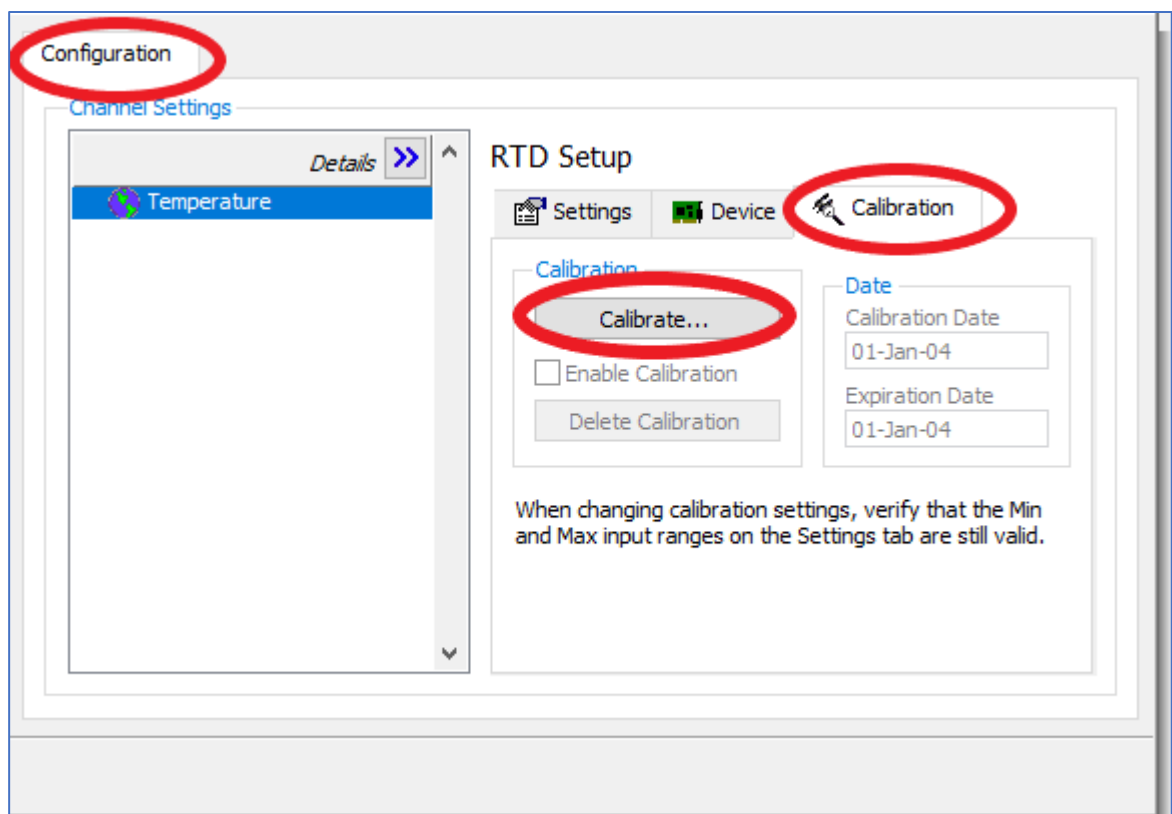 Configuration
Channel Settings
Details
Temperature
RTD Setup
Settings
Device
Calibration
Calibration
Calibrate...
Enable Calibration
Delete Calibration
Date
Calibration Date
01-Jan-04
Expiration Date
01-Jan-04
When changing calibration settings, verify that the Min
and Max input ranges on the Settings tab are still valid.